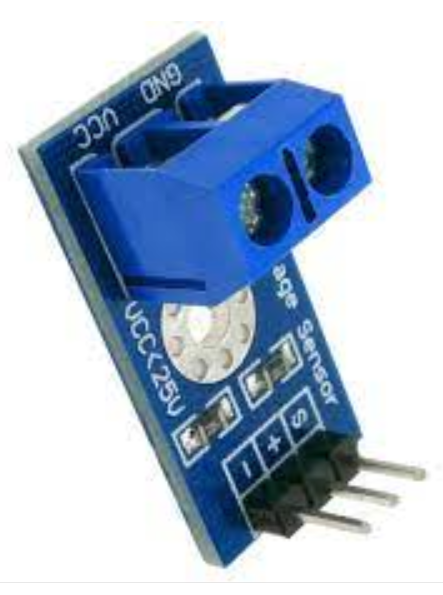 VCC GND
age Sensor
VCC<25V
- + S